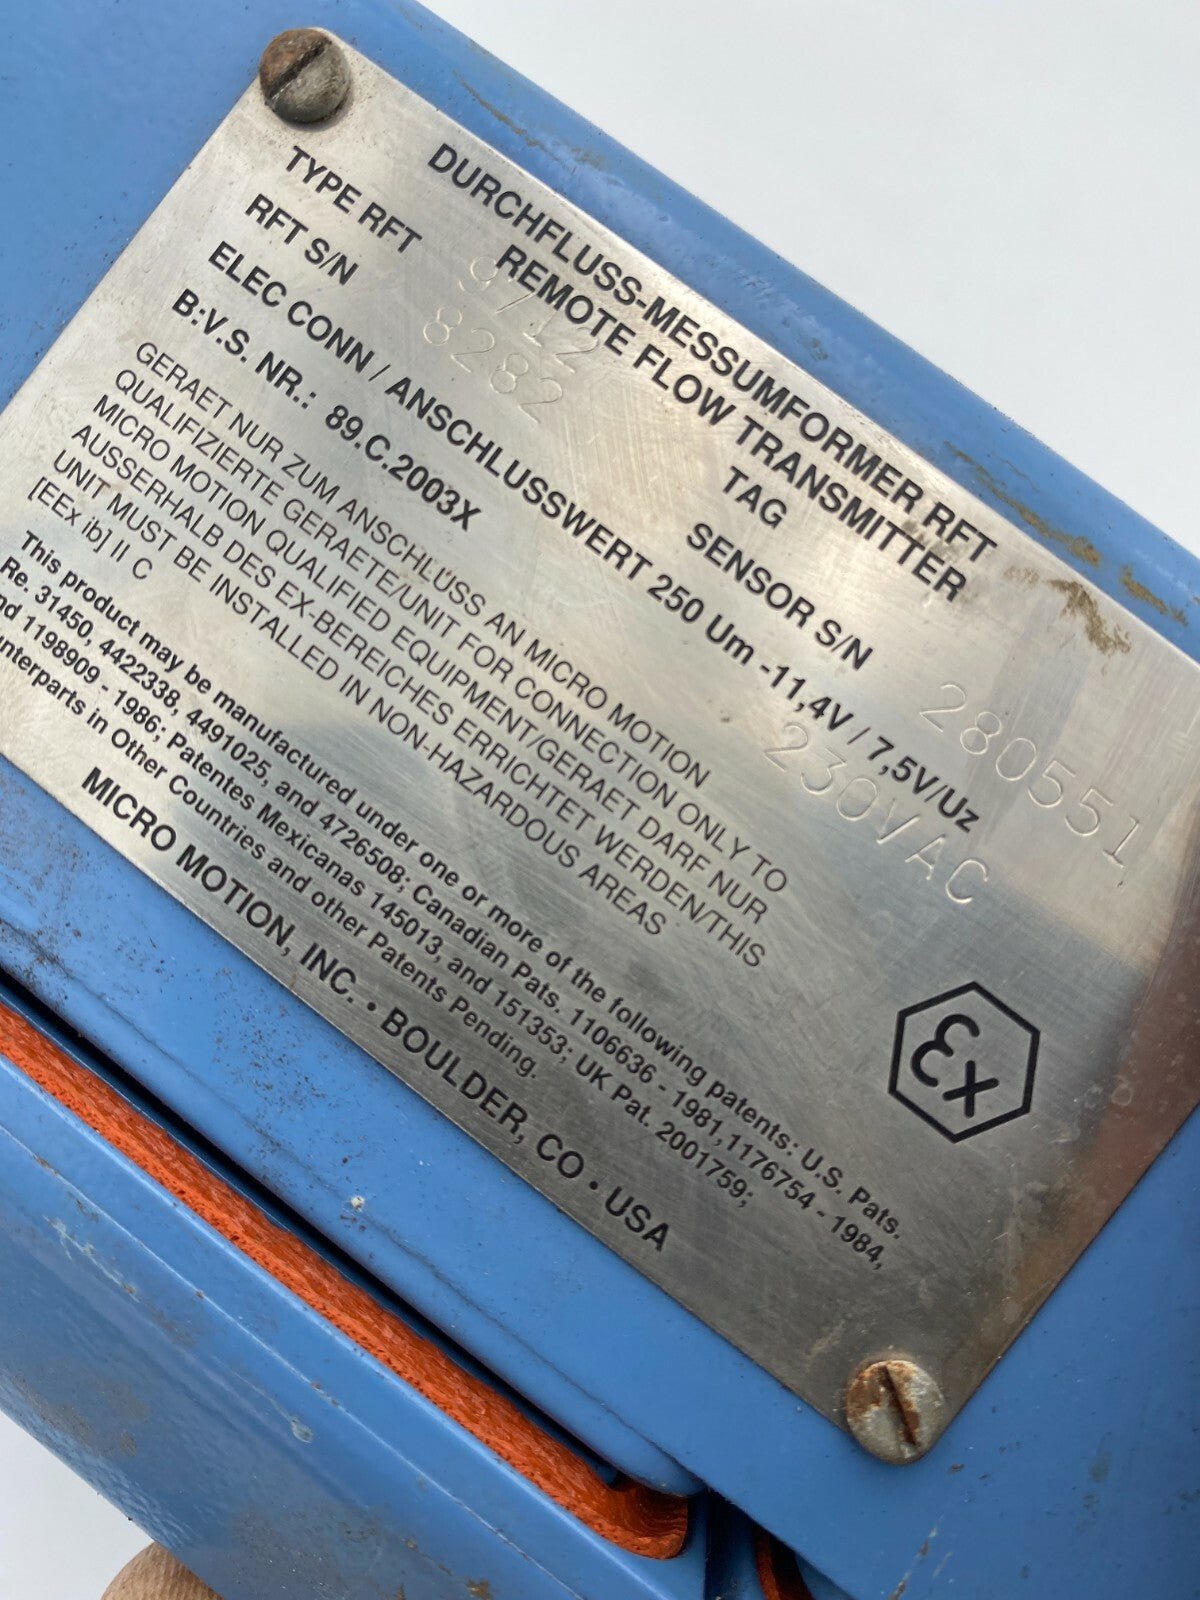 DURCHFLUSS-MESSUMFORMER RFT
REMOTE FLOW TRANSMITTER
TYPE RFT 9712 TAG
RFT S/N 8282 SENSOR S/N 280551
ELEC CONN / ANSCHLUSSWERT 250 Um -11,4V / 7,5V/Uz
230VAC
B:V.S. NR.: 89.C.2003X
GERAET NUR ZUM ANSCHLÜSS AN MICRO MOTION
QUALIFIZIERTE GERAETE/UNIT FOR CONNECTION ONLY TO
MICRO MOTION QUALIFIED EQUIPMENT/GERAET DARF NUR
AUSSERHALB DES EX-BEREICHES ERRICHTET WERDEN/THIS
UNIT MUST BE INSTALLED IN NON-HAZARDOUS AREAS
[EEx ib] II C
εx
This product may be manufactured under one or more of the following patents: U.S. Pats.
Re. 31450, 4422338, 4491025, and 4726508; Canadian Pats. 1106636 - 1981, 1176754 - 1984,
1198909 - 1986; Patentes Mexicanas 145013, and 151353; UK Pat. 2001759;
in Other Countries and other Patents Pending.
MICRO MOTION, INC. • BOULDER, CO • USA